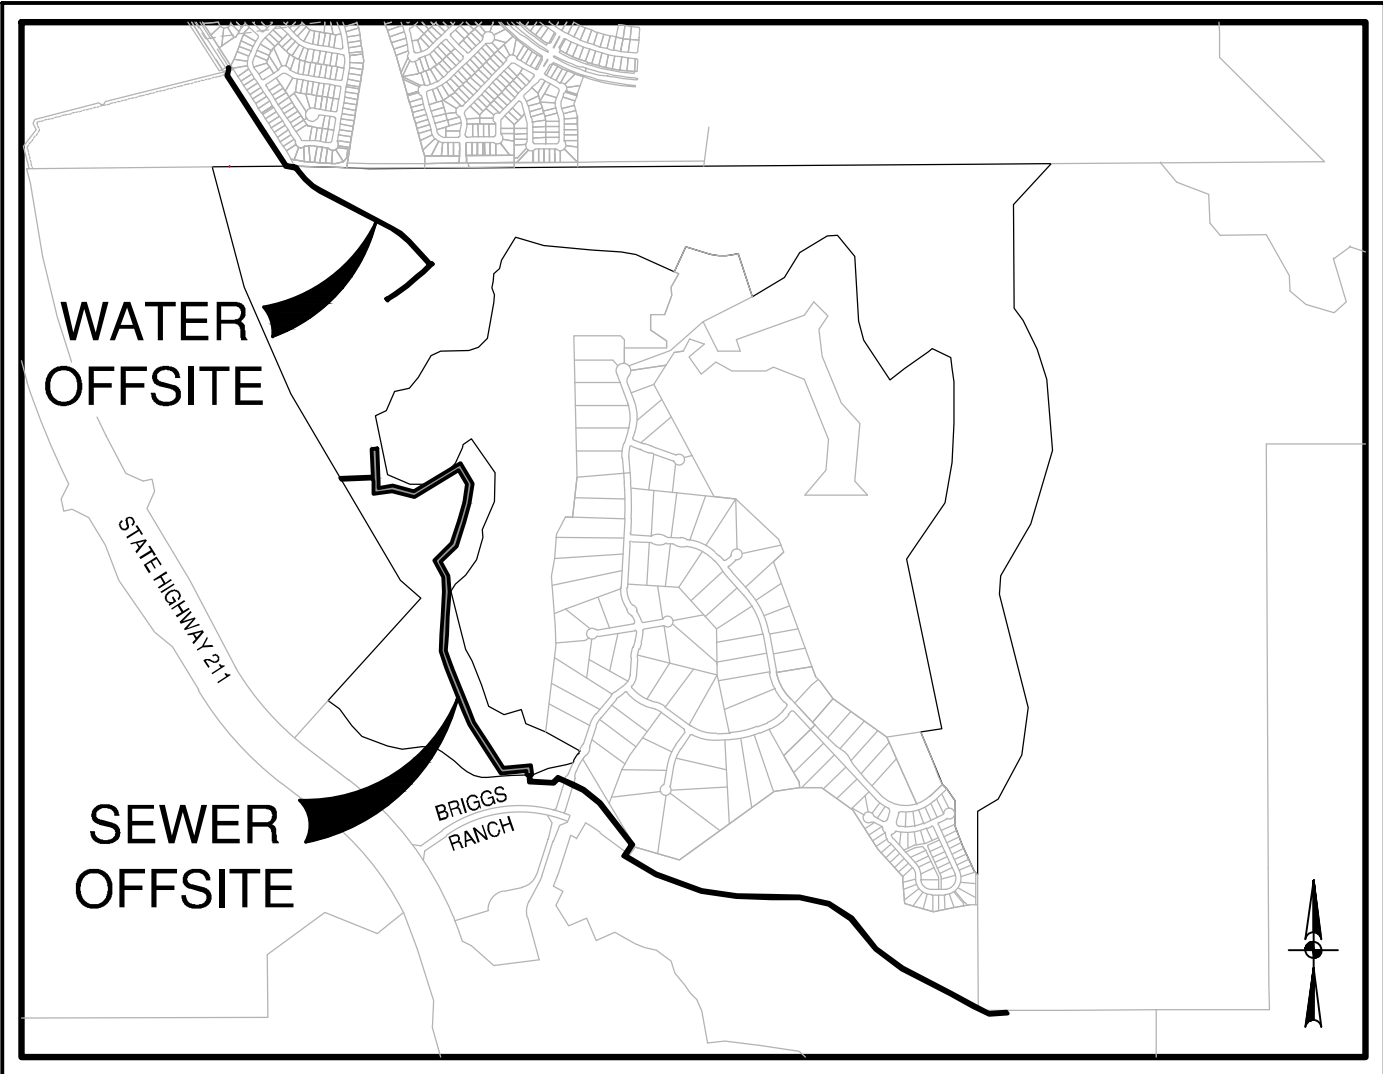 WATER
OFFSITE
STATE HIGHWAY 211
SEWER
OFFSITE
BRIGGS
RANCH